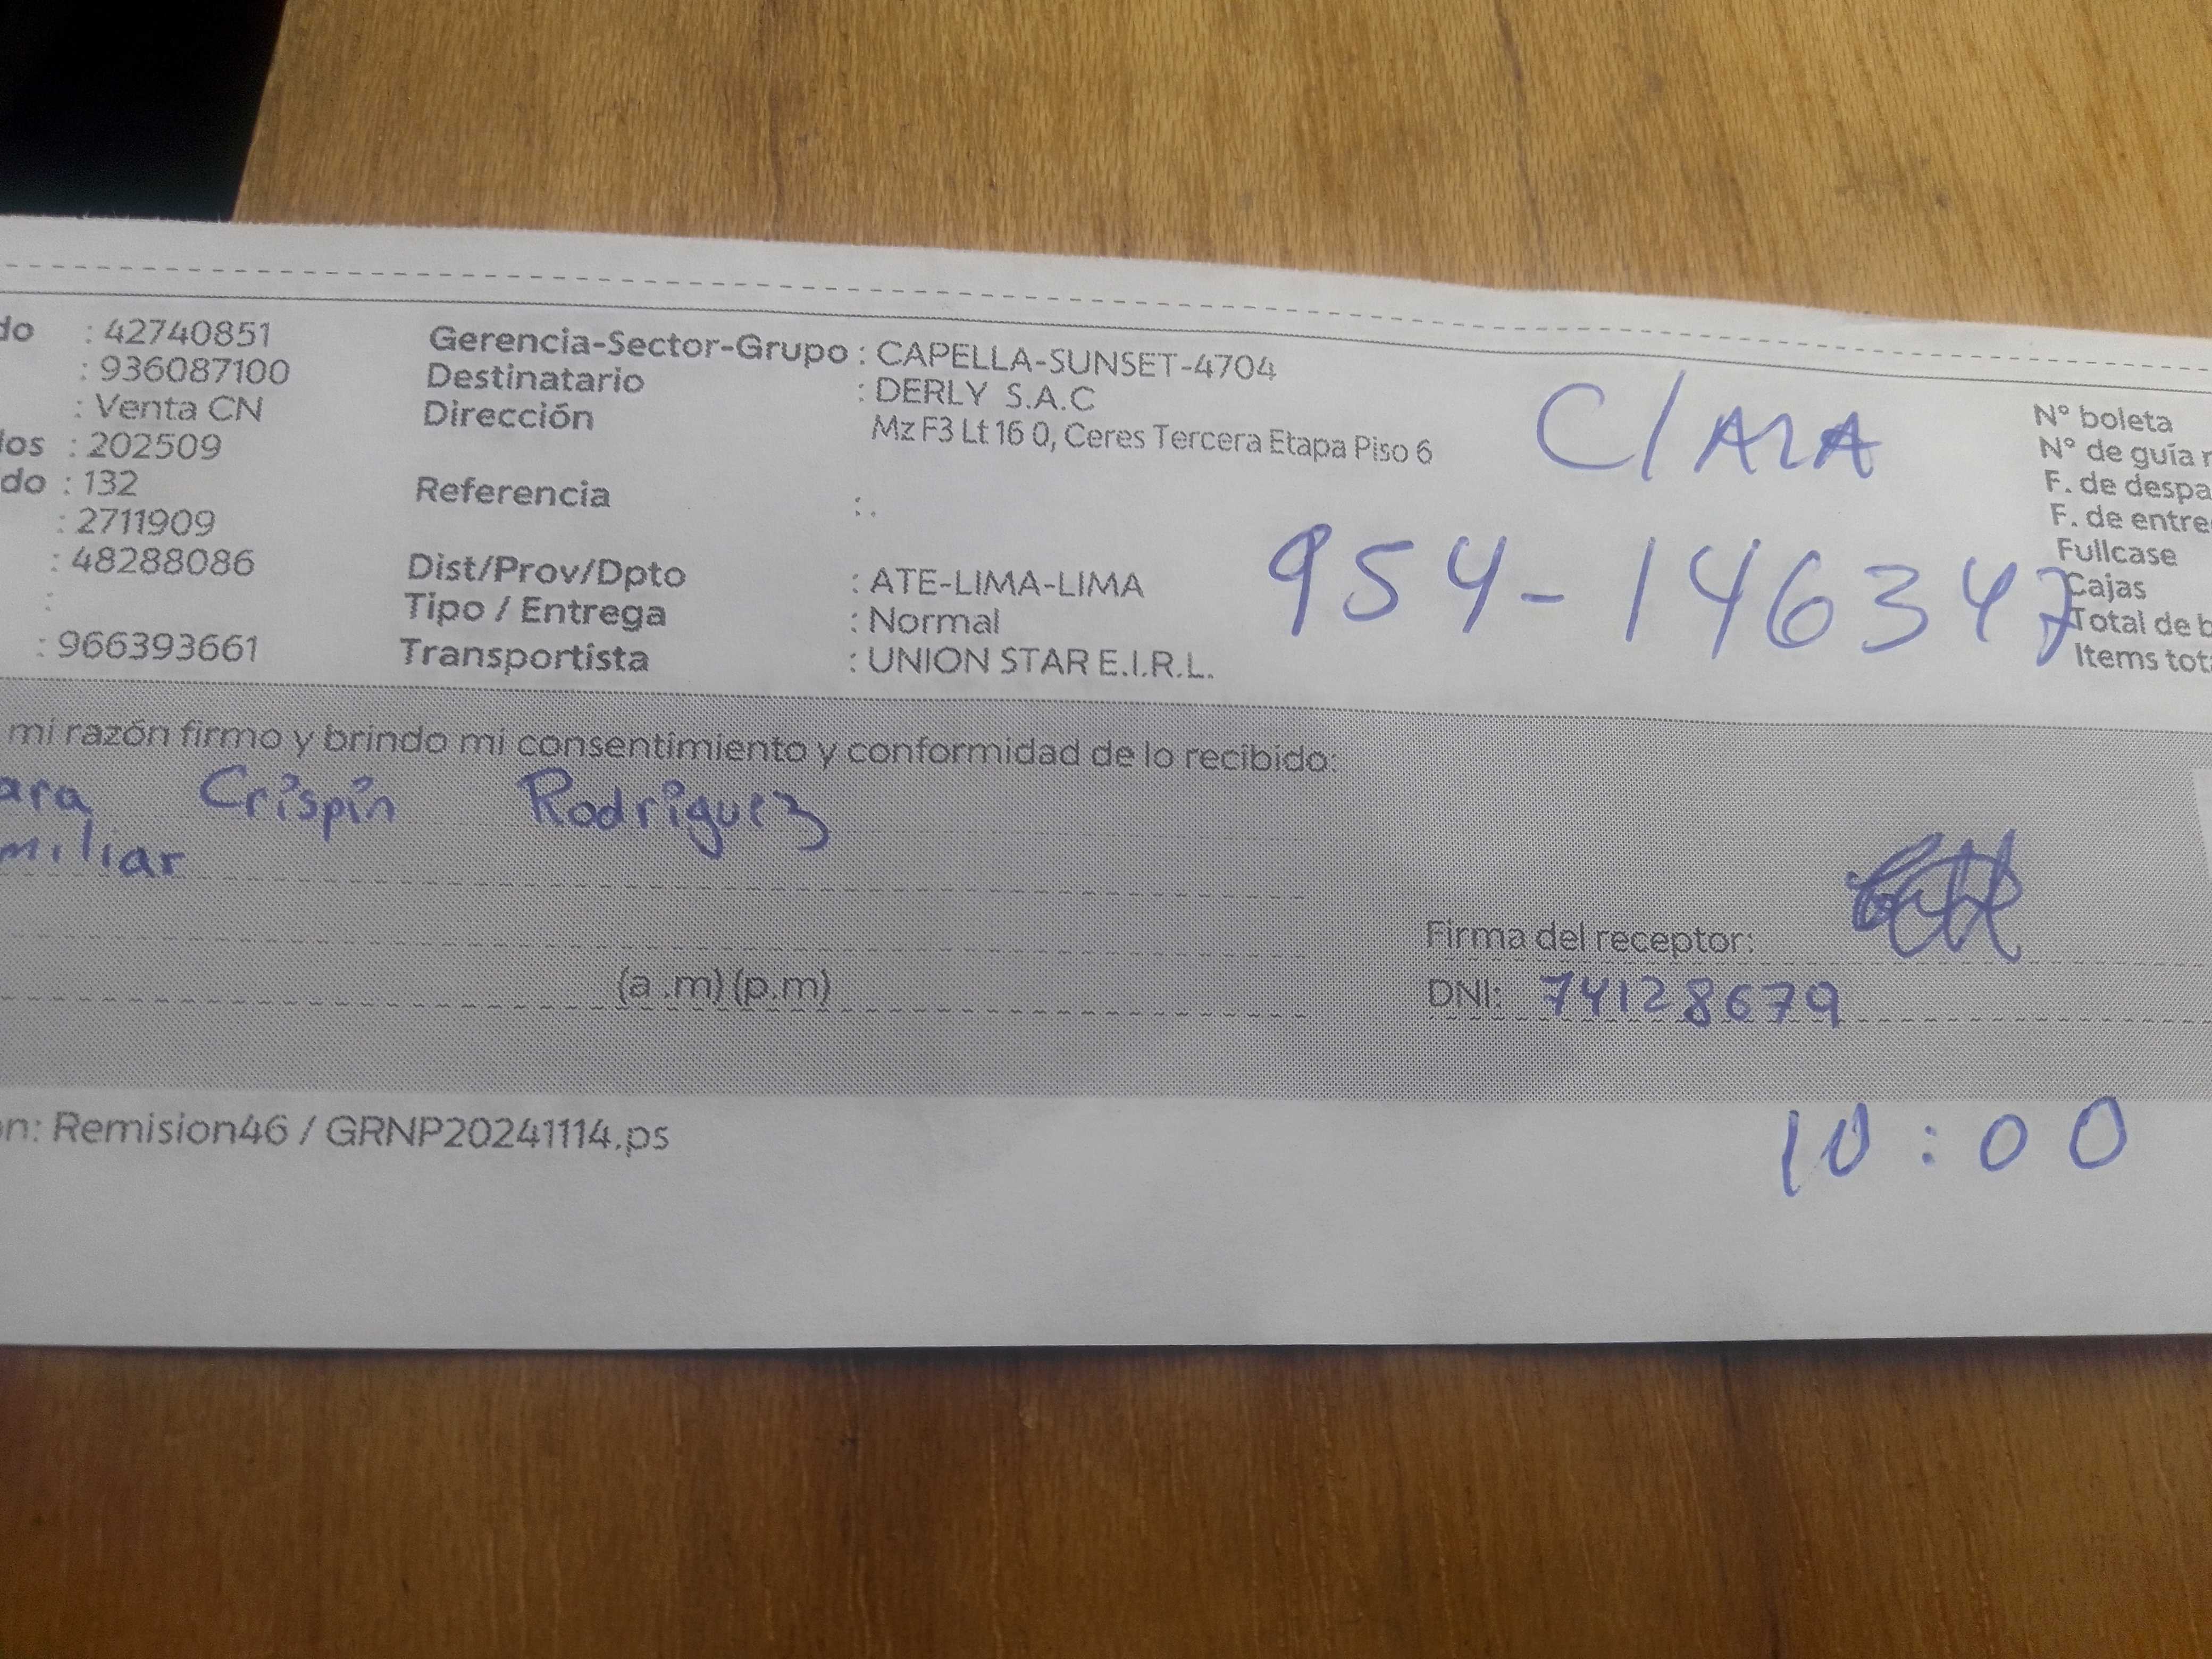 do : 42740851 Gerencia-Sector-Grupo : CAPELLA-SUNSET-4704
: 936087100 Destinatario : DERLY S.A.C
: Venta CN Dirección Mz F3 Lt 16 0, Ceres Tercera Etapa Piso 6
los : 202509
do : 132 Referencia : .
: 2711909
: 48288086 Dist/Prov/Dpto : ATE-LIMA-LIMA
: Tipo / Entrega : Normal
: 966393661 Transportista : UNION STAR E.I.R.L.
ClARA
954-146347
N° boleta
N° de guía r
F. de despa
F. de entre
Fullcase
Cajas
Total de b
Items tot
mi razón firmo y brindo mi consentimiento y conformidad de lo recibido:
ara Crispin Rodriguez
miliar
Firma del receptor:
(a .m) (p.m)
DNI: 74128679
on: Remision46 / GRNP20241114.ps
10:00